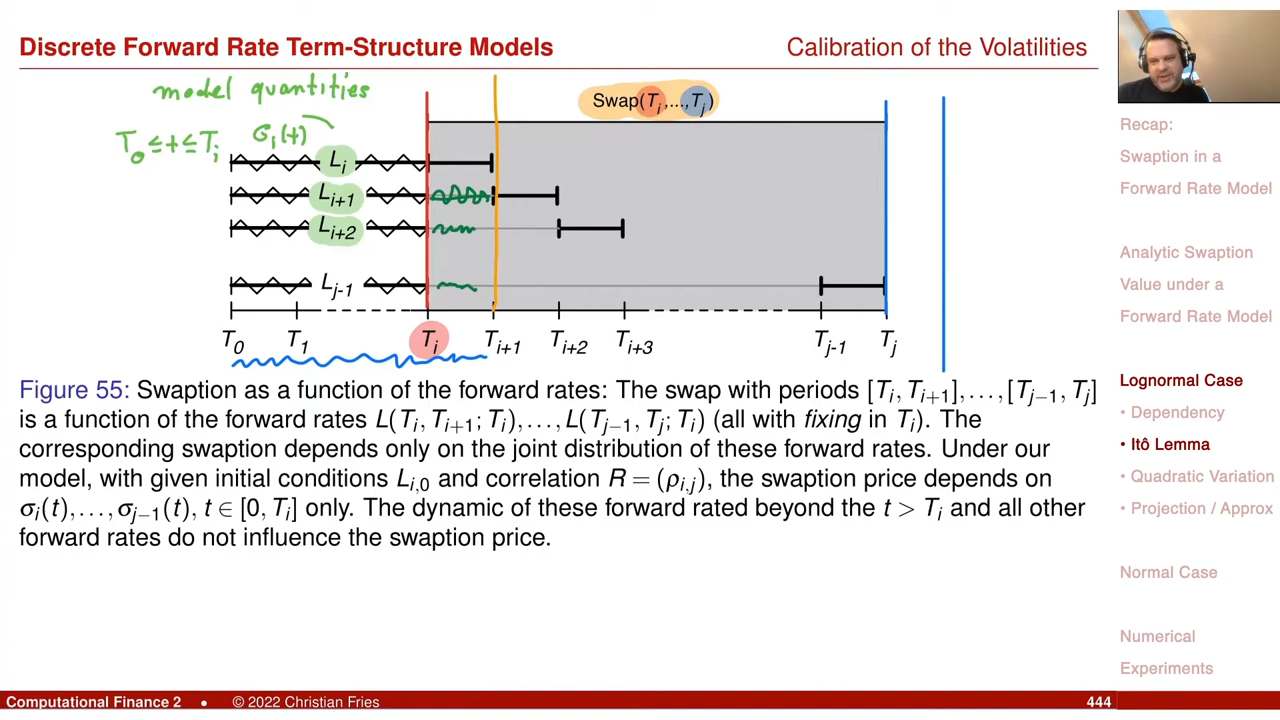 Discrete Forward Rate Term-Structure Models
Calibration of the Volatilities
model quantities
Swap(Tᵢ,...,Tⱼ)
T₀ ≤ t ≤ Tᵢ
σᵢ(t)
Lᵢ
Lᵢ₊₁
Lᵢ₊₂
Lⱼ₋₁
T₀ T₁ Tᵢ Tᵢ₊₁ Tᵢ₊₂ Tᵢ₊₃ Tⱼ₋₁ Tⱼ
Figure 55: Swaption as a function of the forward rates: The swap with periods [Tᵢ, Tᵢ₊₁],...,[Tⱼ₋₁, Tⱼ]
is a function of the forward rates L(Tᵢ, Tᵢ₊₁; Tᵢ),...,L(Tⱼ₋₁, Tⱼ; Tᵢ) (all with fixing in Tᵢ). The
corresponding swaption depends only on the joint distribution of these forward rates. Under our
model, with given initial conditions Lᵢ,₀ and correlation R = (ρᵢ,ⱼ), the swaption price depends on
σᵢ(t),...,σⱼ₋₁(t), t ∈ [0, Tᵢ] only. The dynamic of these forward rated beyond the t > Tᵢ and all other
forward rates do not influence the swaption price.
Recap:
Swaption in a
Forward Rate Model
Analytic Swaption
Value under a
Forward Rate Model
Lognormal Case
• Dependency
• Itô Lemma
• Quadratic Variation
• Projection / Approx
Normal Case
Numerical
Experiments
Computational Finance 2 • © 2022 Christian Fries
444